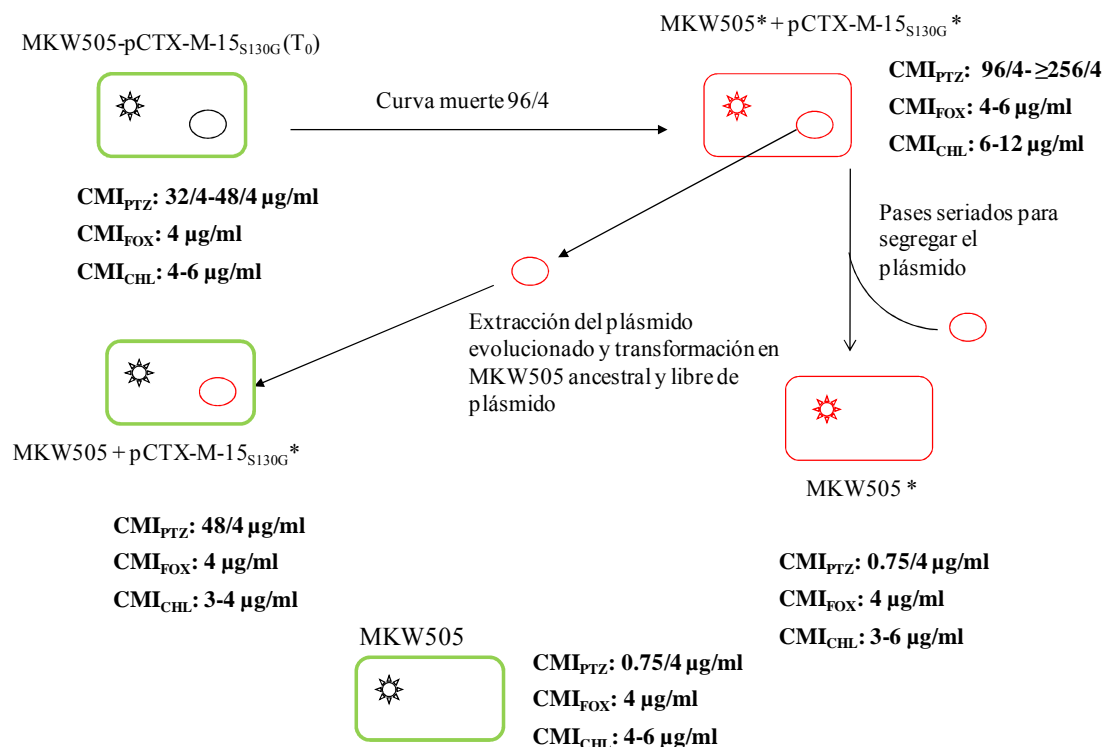 MKW505-pCTX-M-15S130G (T0)
CMIPTZ: 32/4-48/4 µg/ml
CMIFOX: 4 µg/ml
CMICHL: 4-6 µg/ml
Curva muerte 96/4
MKW505* + pCTX-M-15S130G *
CMIPTZ: 96/4- ≥256/4
CMIFOX: 4-6 µg/ml
CMICHL: 6-12 µg/ml
Pases seriados para
segregar el
plásmido
Extracción del plásmido
evolucionado y transformación en
MKW505 ancestral y libre de
plásmido
MKW505 + pCTX-M-15S130G*
CMIPTZ: 48/4 µg/ml
CMIFOX: 4 µg/ml
CMICHL: 3-4 µg/ml
MKW505 *
CMIPTZ: 0.75/4 µg/ml
CMIFOX: 4 µg/ml
CMICHL: 3-6 µg/ml
MKW505
CMIPTZ: 0.75/4 µg/ml
CMIFOX: 4 µg/ml
CMICHL: 4-6 µg/ml